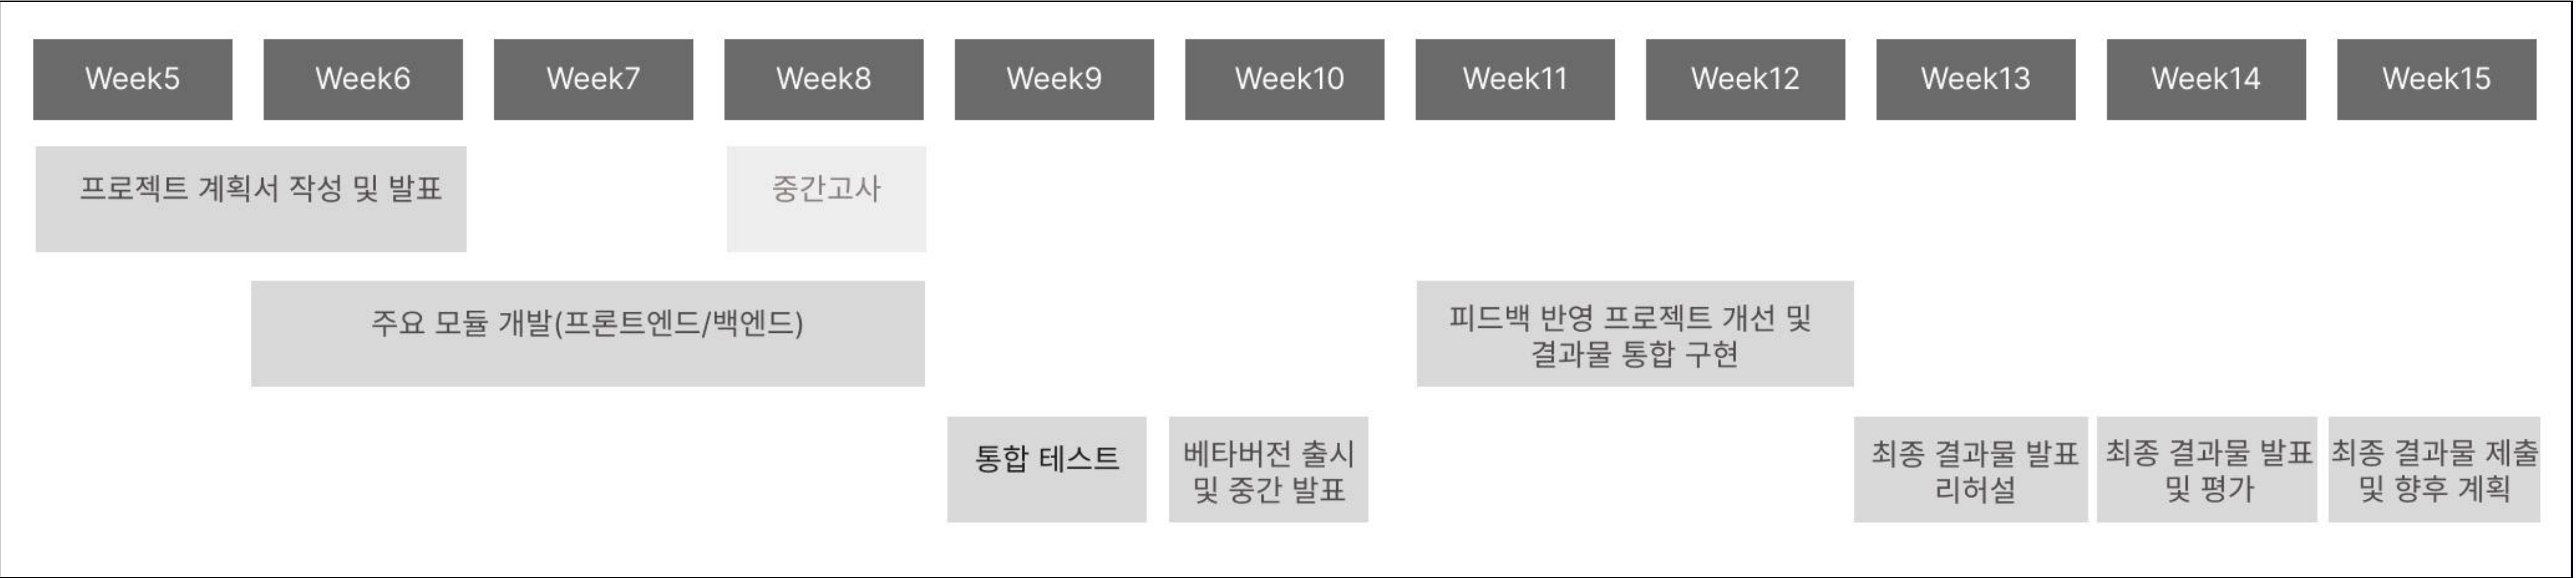 Week5
Week6
Week7
Week8
Week9
Week10
Week11
Week12
Week13
Week14
Week15
프로젝트 계획서 작성 및 발표
중간고사
주요 모듈 개발(프론트엔드/백엔드)
피드백 반영 프로젝트 개선 및
결과물 통합 구현
통합 테스트
베타버전 출시
및 중간 발표
최종 결과물 발표
리허설
최종 결과물 발표
및 평가
최종 결과물 제출
및 향후 계획